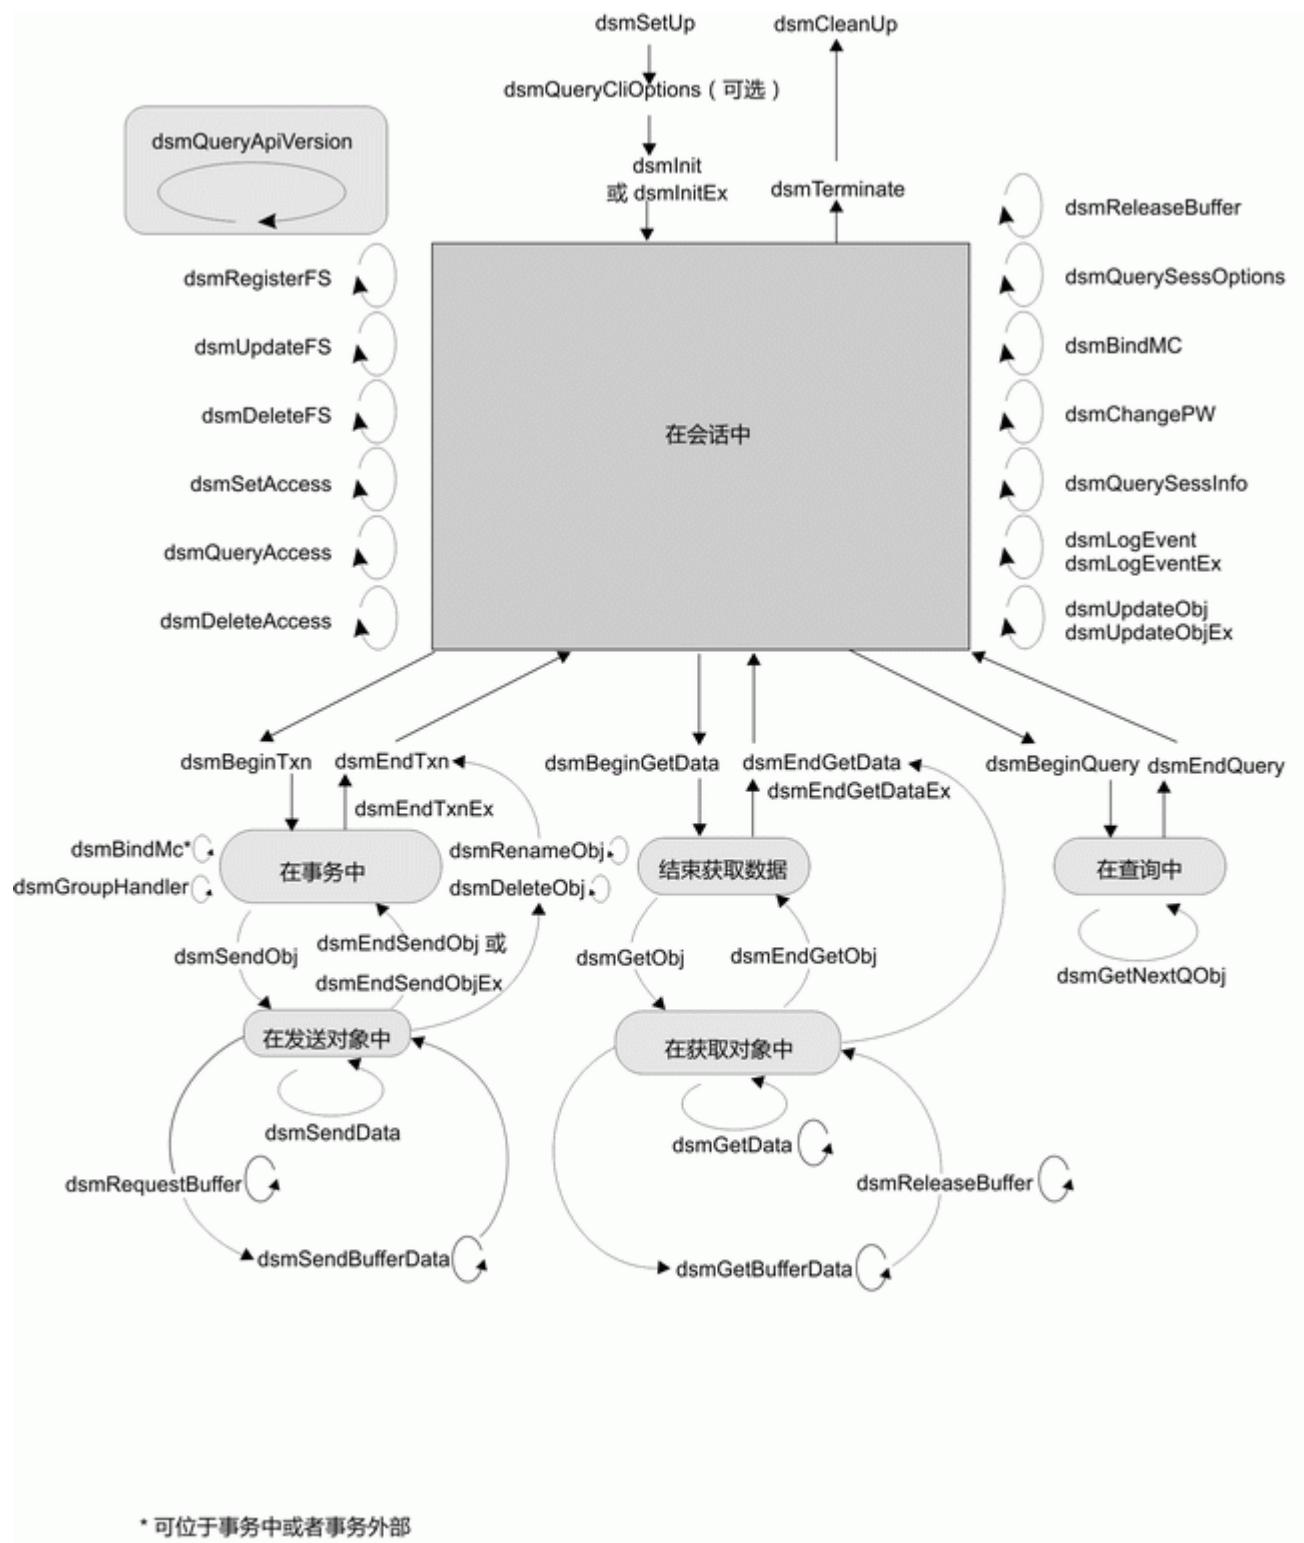 dsmSetUp
dsmCleanUp
dsmQueryCliOptions（可选）
dsmQueryApiVersion
dsmInit
或 dsmInitEx
dsmTerminate
dsmReleaseBuffer
dsmRegisterFS
dsmQuerySessOptions
dsmUpdateFS
dsmBindMC
dsmDeleteFS
dsmChangePW
在会话中
dsmSetAccess
dsmQuerySessInfo
dsmQueryAccess
dsmLogEvent
dsmLogEventEx
dsmDeleteAccess
dsmUpdateObj
dsmUpdateObjEx
dsmBeginTxn
dsmEndTxn
dsmBeginGetData
dsmEndGetData
dsmBeginQuery
dsmEndQuery
dsmEndTxnEx
dsmEndGetDataEx
dsmBindMc*
dsmRenameObj
在事务中
结束获取数据
在查询中
dsmGroupHandler
dsmDeleteObj
dsmSendObj
dsmEndSendObj 或
dsmEndSendObjEx
dsmGetObj
dsmEndGetObj
dsmGetNextQObj
在发送对象中
在获取对象中
dsmSendData
dsmGetData
dsmRequestBuffer
dsmReleaseBuffer
dsmSendBufferData
dsmGetBufferData
* 可位于事务中或者事务外部